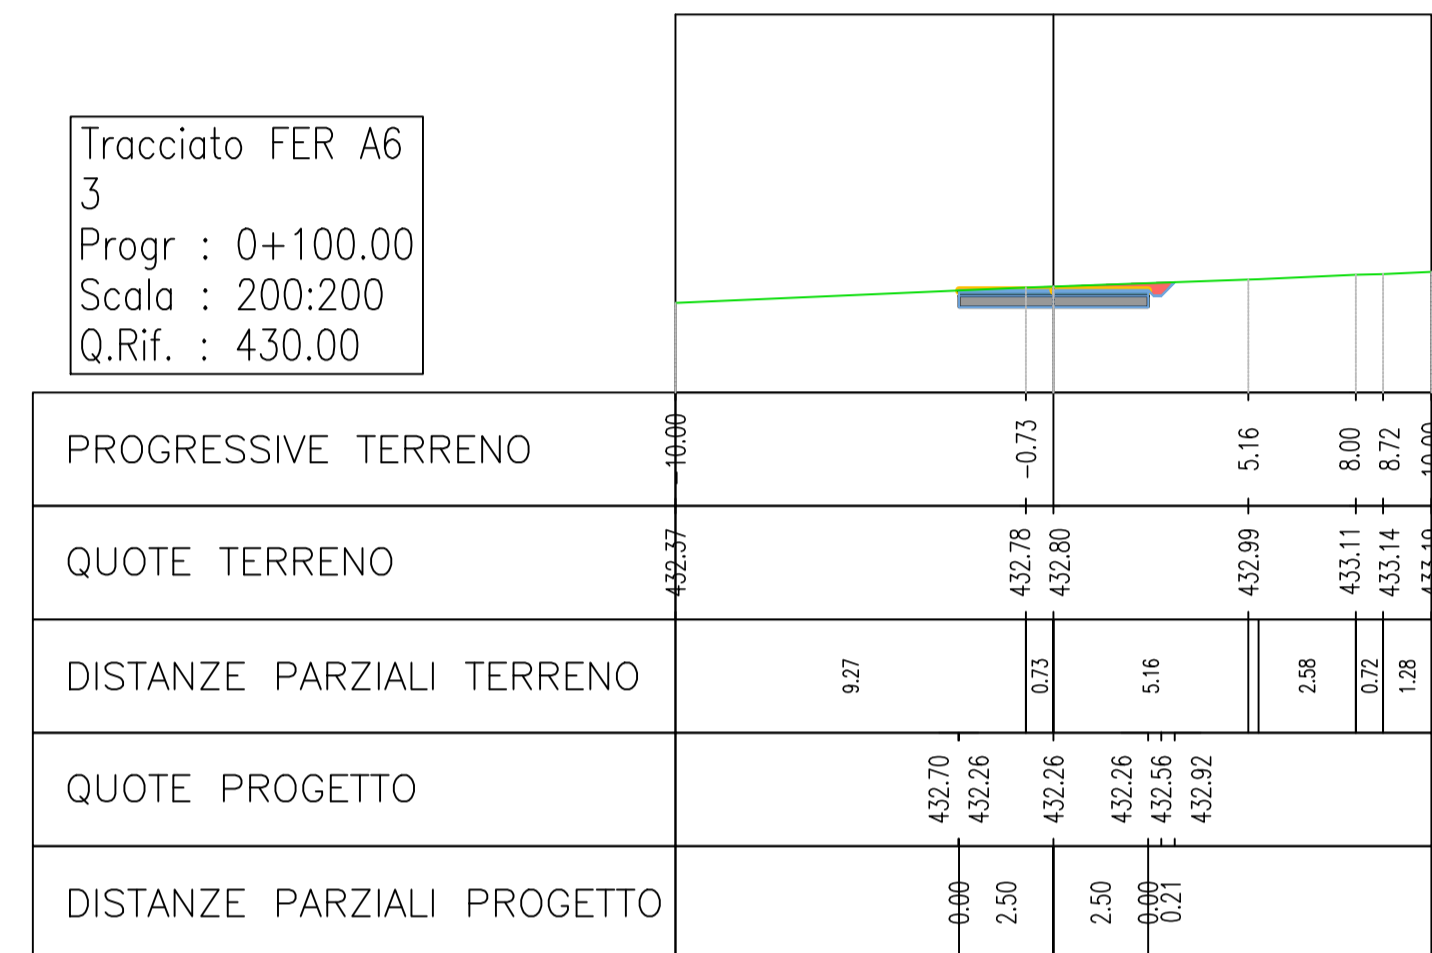 Tracciato FER A6
3
Progr : 0+100.00
Scala : 200:200
Q.Rif. : 430.00
PROGRESSIVE TERRENO -10.00 -0.73 5.16 8.00 8.72 10.00
QUOTE TERRENO 432.37 432.78 432.80 432.99 433.11 433.14
DISTANZE PARZIALI TERRENO 9.27 0.73 5.16 2.58 0.72 1.28
QUOTE PROGETTO 432.70 432.26 432.26 432.26 432.56 432.92
DISTANZE PARZIALI PROGETTO 0.00 2.50 2.50 0.00 0.21